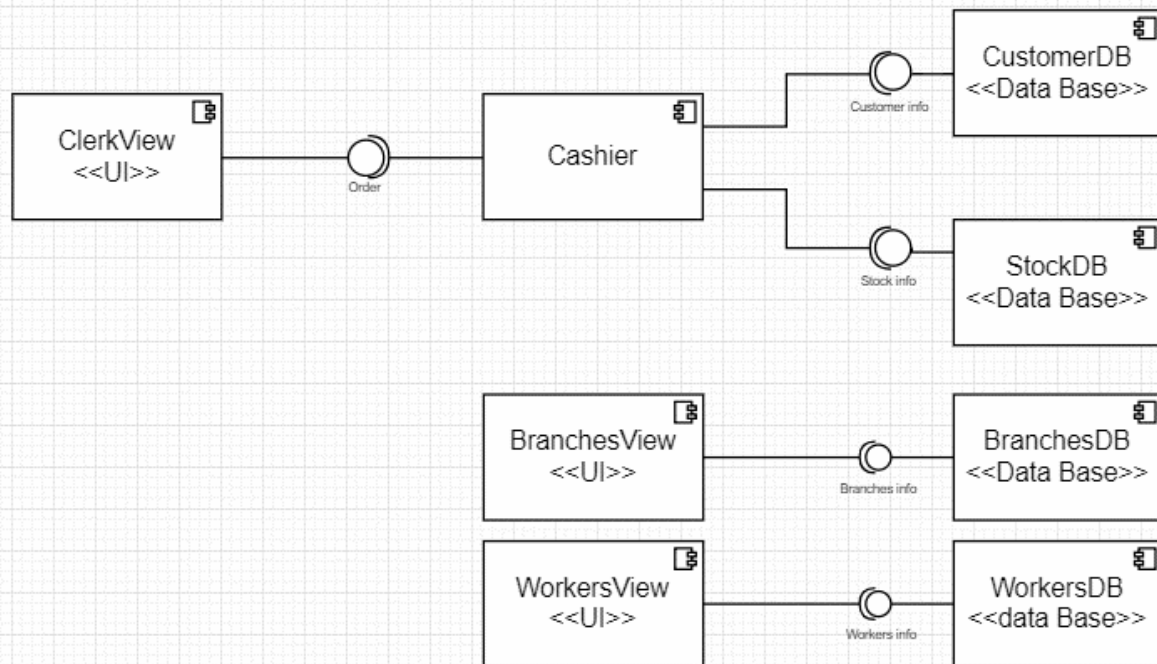 CustomerDB
<<Data Base>>
Customer info
ClerkView
<<UI>>
Order
Cashier
StockDB
<<Data Base>>
Stock info
BranchesView
<<UI>>
Branches info
BranchesDB
<<Data Base>>
WorkersView
<<UI>>
Workers info
WorkersDB
<<data Base>>